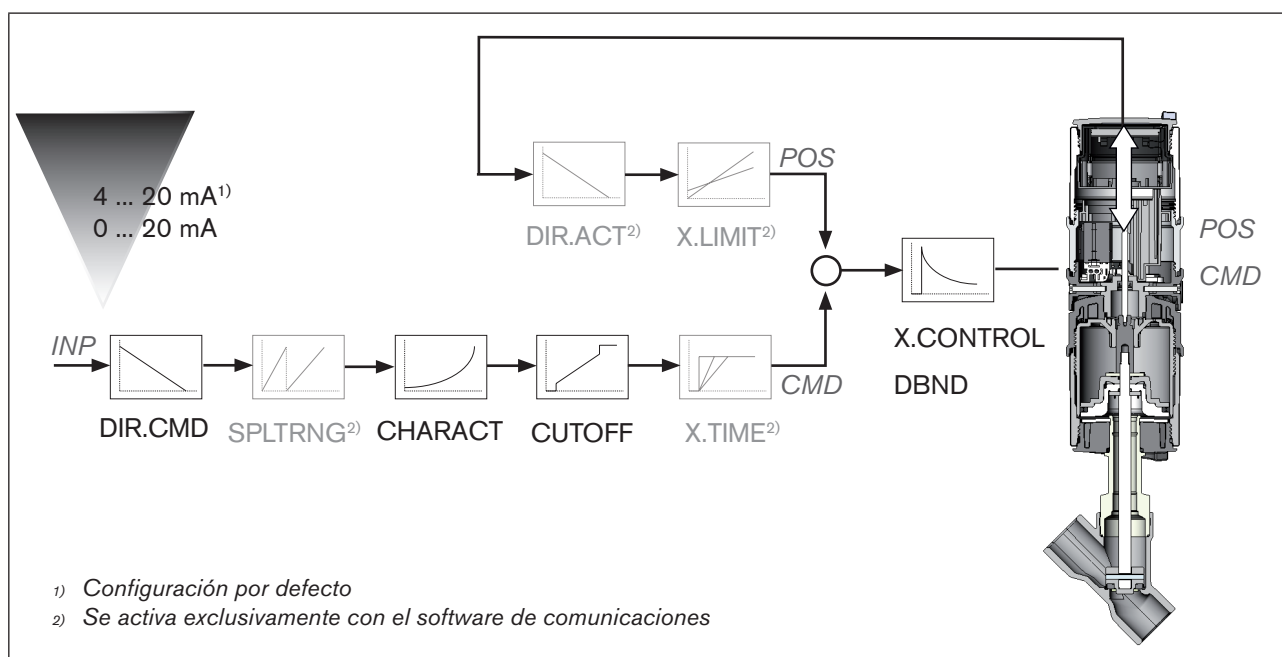 4 ... 20 mA1)
0 ... 20 mA
POS
DIR.ACT2)
X.LIMIT2)
POS
CMD
INP
X.CONTROL
DBND
CMD
DIR.CMD
SPLTRNG2)
CHARACT
CUTOFF
X.TIME2)
1) Configuración por defecto
2) Se activa exclusivamente con el software de comunicaciones